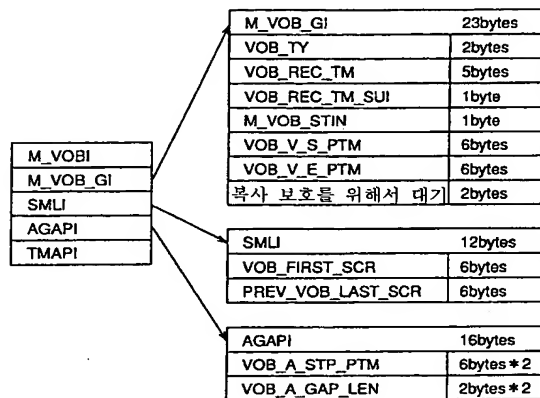 M_VOBI
M_VOB_GI
SMLI
AGAPI
TMAPI
M_VOB_GI 23bytes
VOB_TY 2bytes
VOB_REC_TM 5bytes
VOB_REC_TM_SUI 1byte
M_VOB_STIN 1byte
VOB_V_S_PTM 6bytes
VOB_V_E_PTM 6bytes
복사 보호를 위해서 대기 2bytes
SMLI 12bytes
VOB_FIRST_SCR 6bytes
PREV_VOB_LAST_SCR 6bytes
AGAPI 16bytes
VOB_A_STP_PTM 6bytes*2
VOB_A_GAP_LEN 2bytes*2